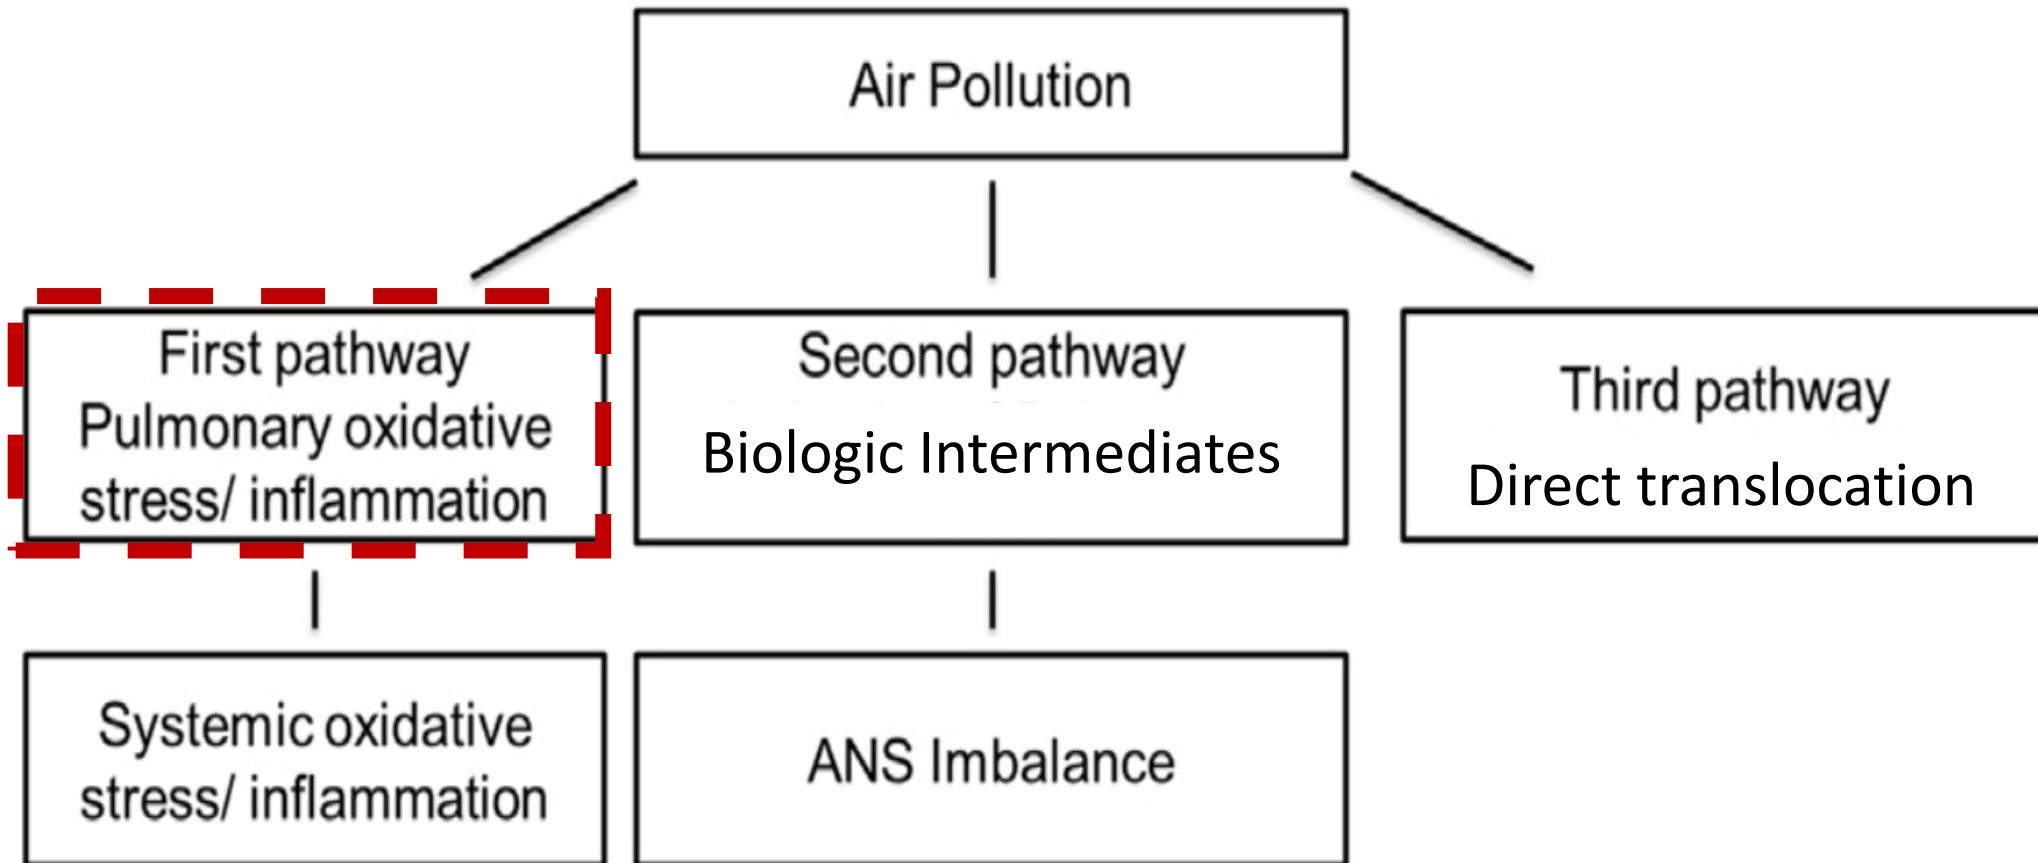 Air Pollution
First pathway
Pulmonary oxidative
stress/ inflammation
Second pathway
Biologic Intermediates
Third pathway
Direct translocation
Systemic oxidative
stress/ inflammation
ANS Imbalance